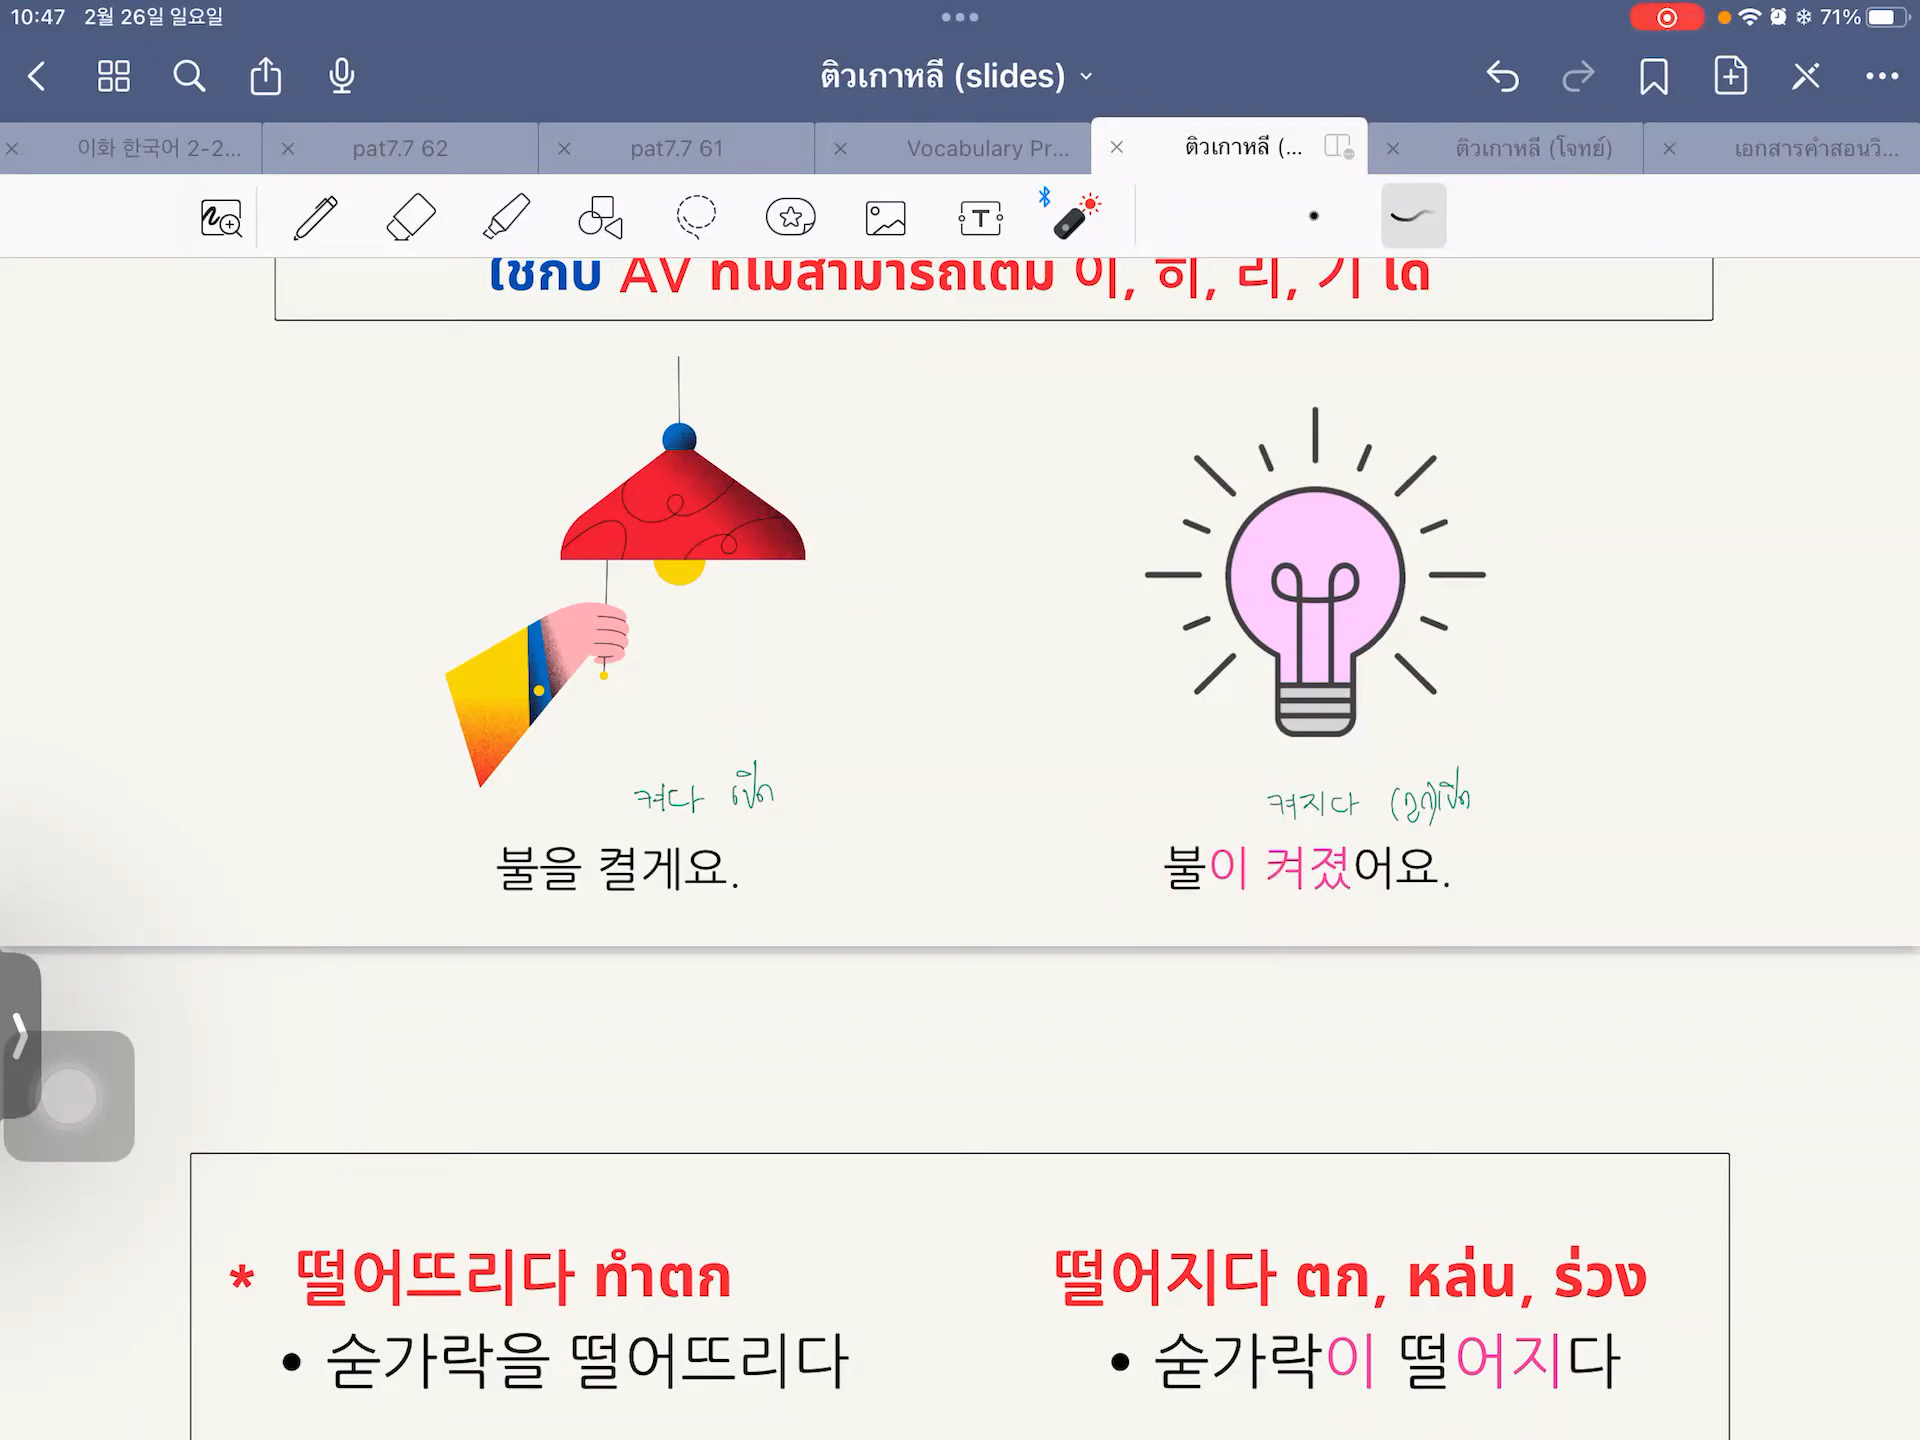 10:47 2월 26일 일요일 71%
ติวเกาหลี (slides)
이화 한국어 2-2...
pat7.7 62
pat7.7 61
Vocabulary Pr...
ติวเกาหลี (...
ติวเกาหลี (โจทย์)
เอกสารคำสอนวิ...
ใช้กับ AV ที่ไม่สามารถเติม 이, 히, 리, 기 ได้
켜다 เปิด
켜지다 (ถูก)เปิด
불을 켤게요.
불이 켜졌어요.
* 떨어뜨리다 ทำตก
떨어지다 ตก, หล่น, ร่วง
• 숟가락을 떨어뜨리다
• 숟가락이 떨어지다